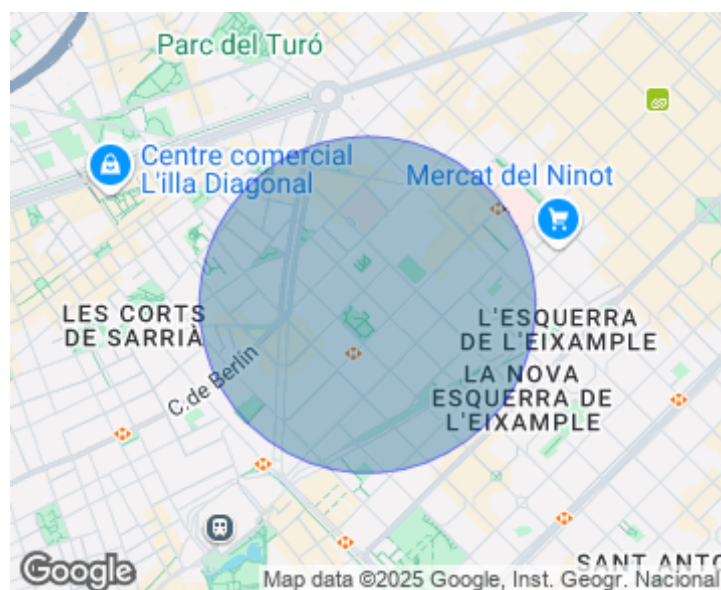 Parc del Turó
Centre comercial
L'illa Diagonal
Mercat del Ninot
LES CORTS
DE SARRIÀ
L'ESQUERRA
DE L'EIXAMPLE
LA NOVA
ESQUERRA DE
L'EIXAMPLE
C. de Berlín
SANT ANTO
Google
Map data ©2025 Google, Inst. Geogr. Nacional